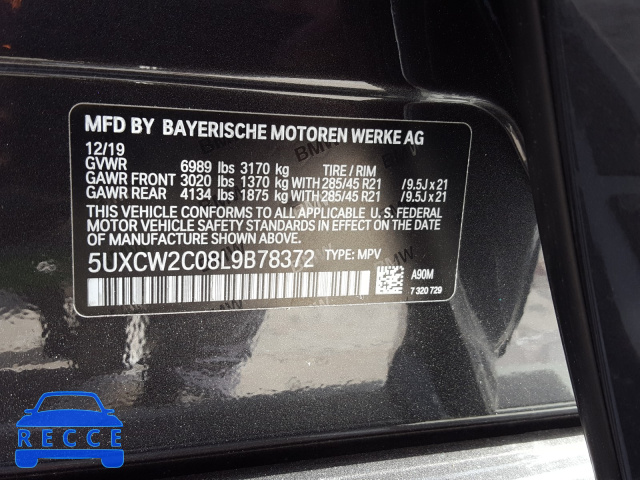 MFD BY BAYERISCHE MOTOREN WERKE AG
12/19
GVWR 6989 lbs 3170 kg TIRE / RIM
GAWR FRONT 3020 lbs 1370 kg WITH 285/45 R21 /9.5J x 21
GAWR REAR 4134 lbs 1875 kg WITH 285/45 R21 /9.5J x 21
THIS VEHICLE CONFORMS TO ALL APPLICABLE U. S. FEDERAL
MOTOR VEHICLE SAFETY STANDARDS IN EFFECT
ON THE DATE OF MANUFACTURE SHOWN ABOVE.
5UXCW2C08L9B78372 TYPE: MPV
A90M
7 320 729
BMW
RECCE